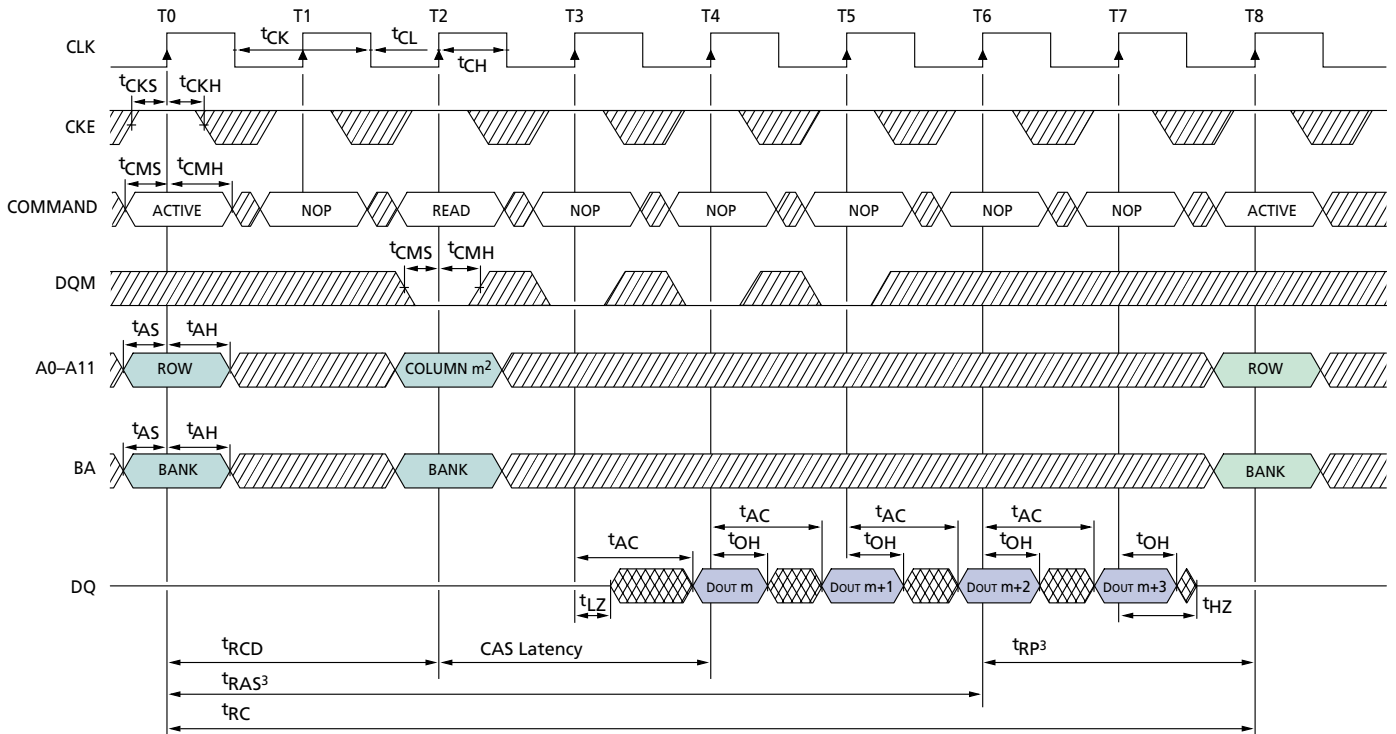 T0 T1 T2 T3 T4 T5 T6 T7 T8
CLK
tCK tCL
tCH
tCKS tCKH
CKE
tCMS tCMH
COMMAND ACTIVE NOP READ NOP NOP NOP NOP NOP ACTIVE
tCMS tCMH
DQM
tAS tAH
A0–A11 ROW COLUMN m² ROW
tAS tAH
BA BANK BANK BANK
tAC tAC tAC
tAC tOH tOH tOH tOH
DQ DOUT m DOUT m+1 DOUT m+2 DOUT m+3
tLZ tHZ
tRCD CAS Latency tRP³
tRAS³
tRC